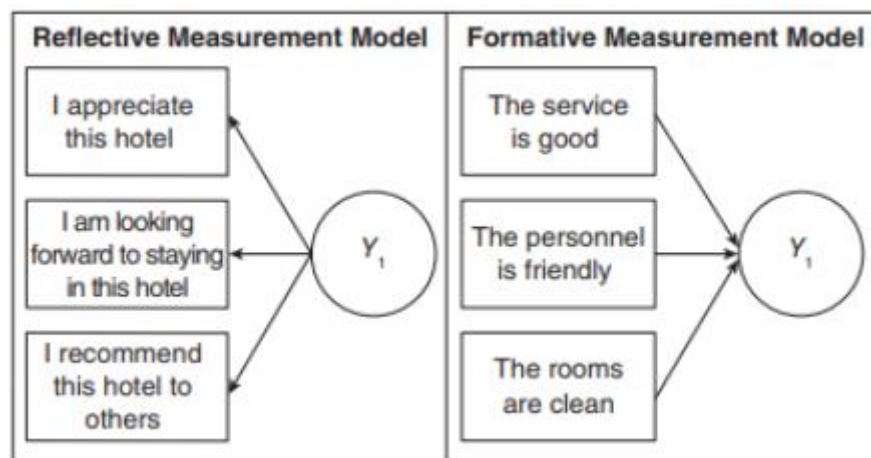 Reflective Measurement Model
I appreciate
this hotel
I am looking
forward to staying
in this hotel
I recommend
this hotel to
others
Y1
Formative Measurement Model
The service
is good
The personnel
is friendly
The rooms
are clean
Y1